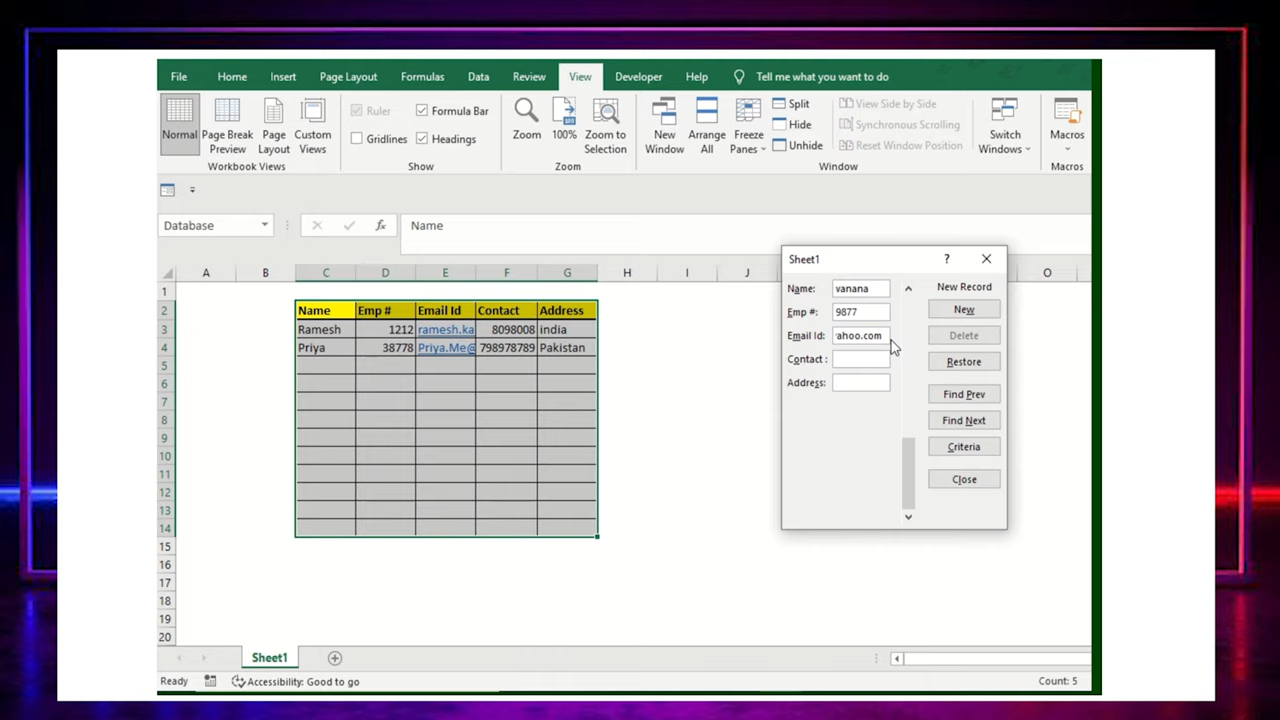 File Home Insert Page Layout Formulas Data Review View Developer Help Tell me what you want to do
Normal
Page Break Preview
Page Layout
Custom Views
Workbook Views
Ruler
Formula Bar
Gridlines
Headings
Show
Zoom
100%
Zoom to Selection
Zoom
New Window
Arrange All
Freeze Panes
Split
Hide
Unhide
View Side by Side
Synchronous Scrolling
Reset Window Position
Window
Switch Windows
Macros
Macros
Database
fx
Name
A B C D E F G H I J O
1
2 Name Emp # Email Id Contact Address
3 Ramesh 1212 ramesh.ka 8098008 india
4 Priya 38778 Priya.Me@ 798978789 Pakistan
5
6
7
8
9
10
11
12
13
14
15
16
17
18
19
20
Sheet1 ? 
Name: vanana
Emp #: 9877
Email Id: ahoo.com
Contact :
Address:
New Record
New
Delete
Restore
Find Prev
Find Next
Criteria
Close
Sheet1
Ready Accessibility: Good to go Count: 5